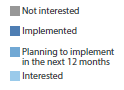 Not interested
Implemented
Planning to implement
in the next 12 months
Interested